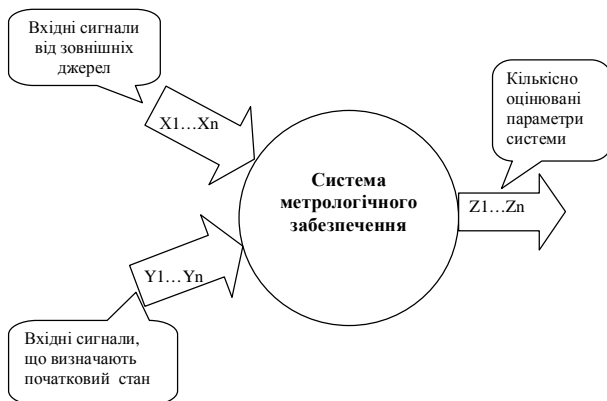 Вхідні сигнали
від зовнішніх
джерел
X1…Xn
Кількісно
оцінювані
параметри
системи
Система
метрологічного
забезпечення
Z1…Zn
Y1…Yn
Вхідні сигнали,
що визначають
початковий стан